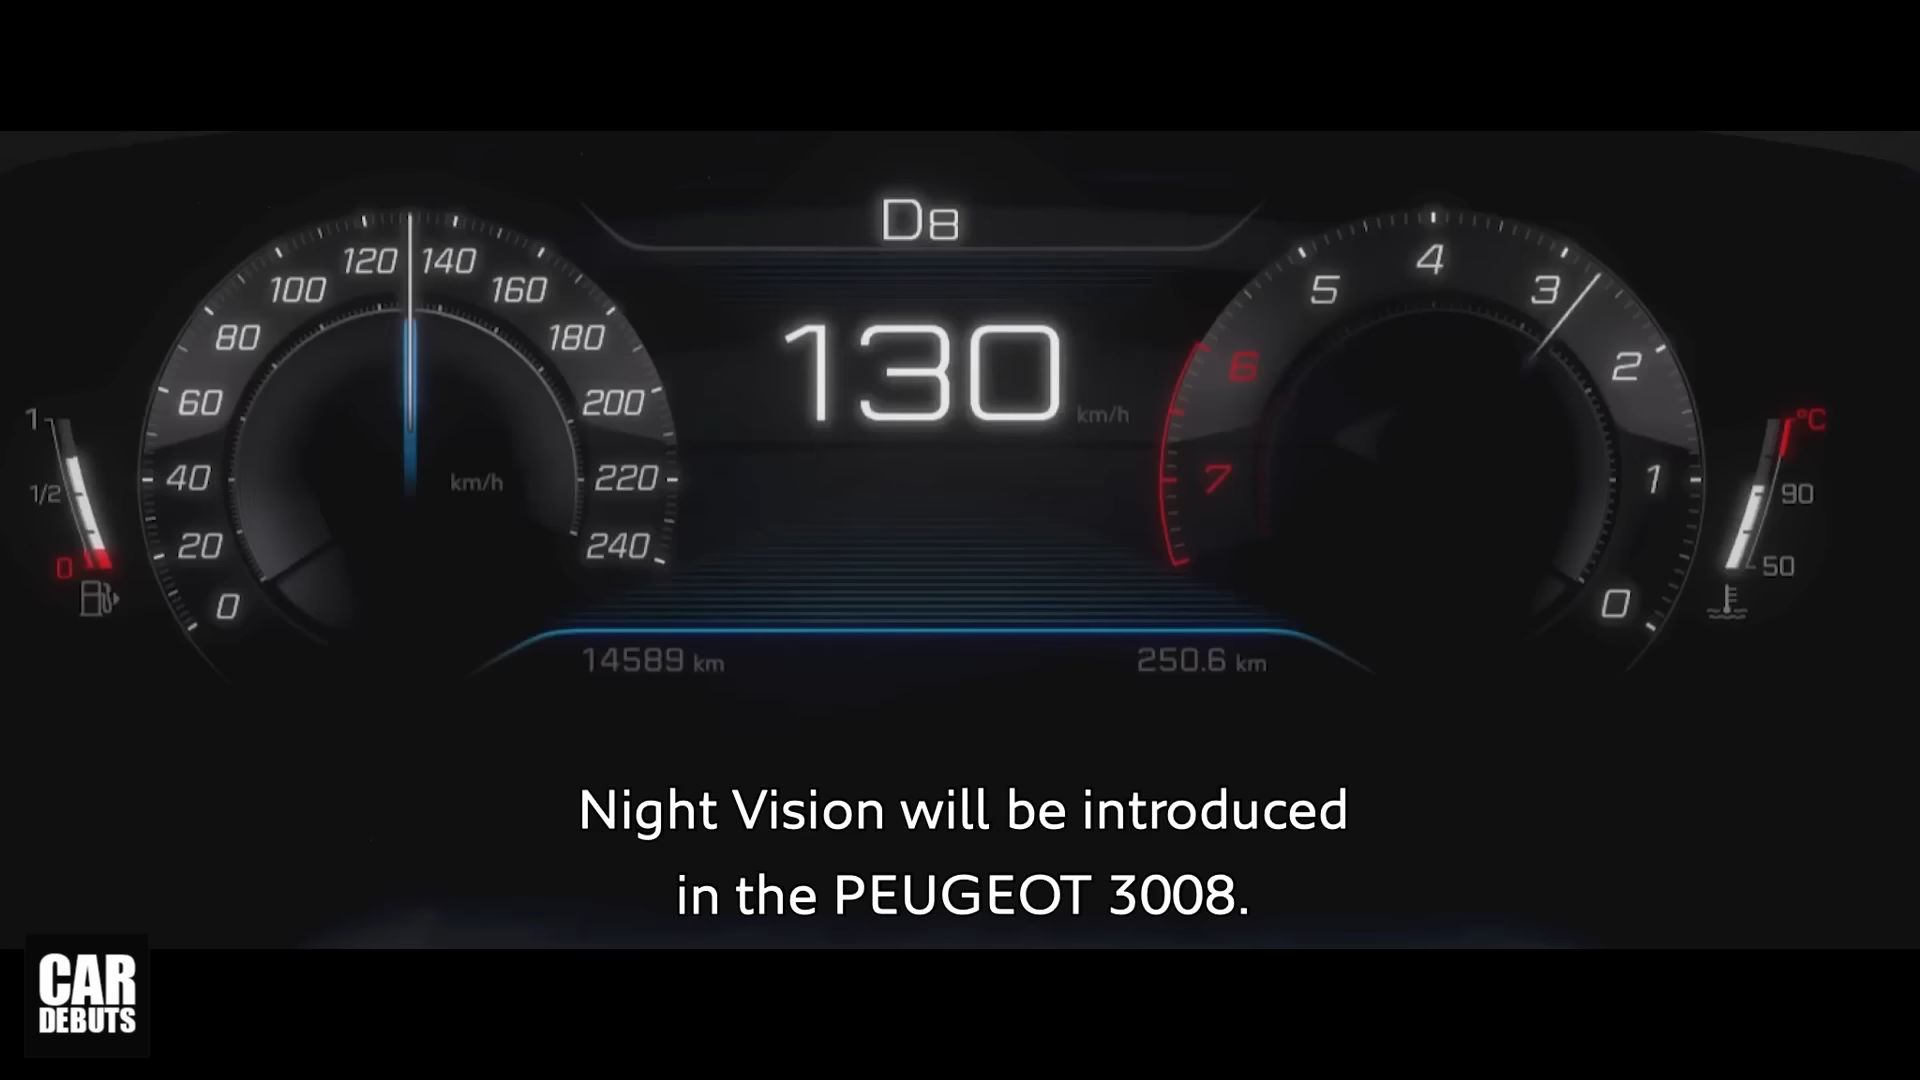 D8
120 140
100 160
80 180
60 200
40 220
20 240
0
km/h
130 km/h
4
5 3
6 2
7 1
0
1
1/2
0
°C
90
50
14589 km
250.6 km
Night Vision will be introduced
in the PEUGEOT 3008.
CAR
DEBUTS